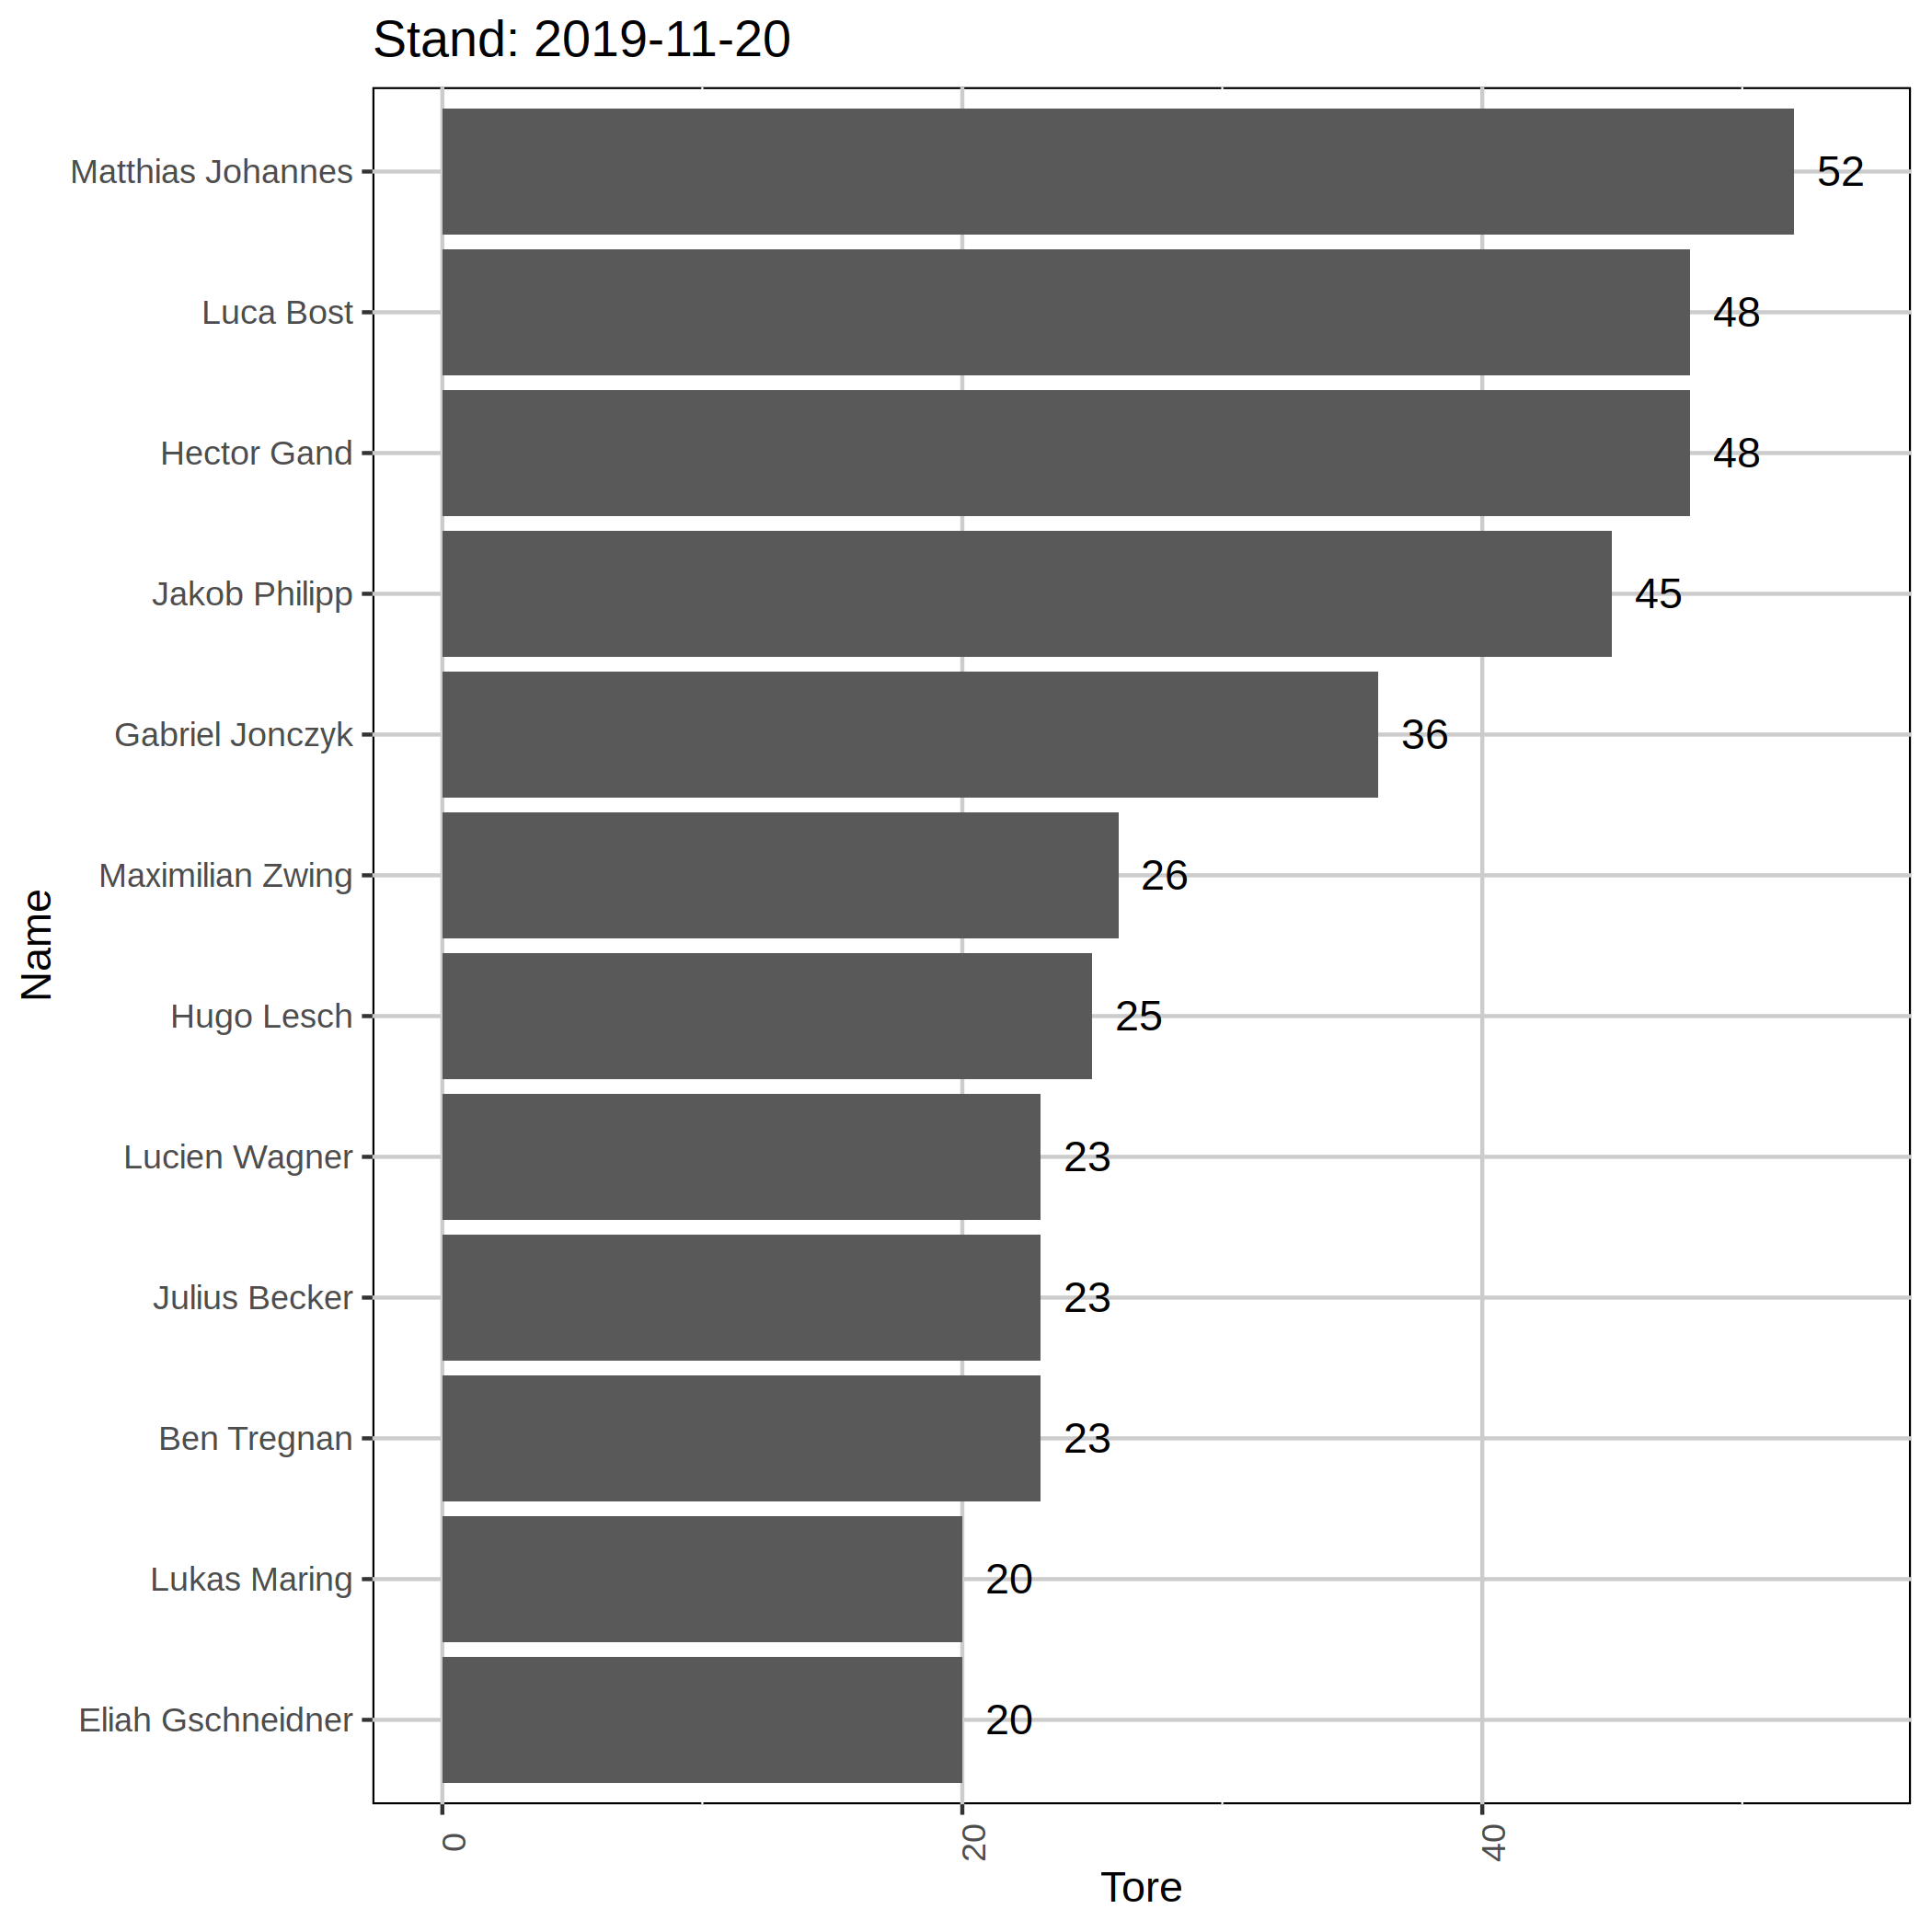 Stand: 2019-11-20
Matthias Johannes 52
Luca Bost 48
Hector Gand 48
Jakob Philipp 45
Gabriel Jonczyk 36
Maximilian Zwing 26
Hugo Lesch 25
Lucien Wagner 23
Julius Becker 23
Ben Tregnan 23
Lukas Maring 20
Eliah Gschneidner 20
Name
0 20 40
Tore